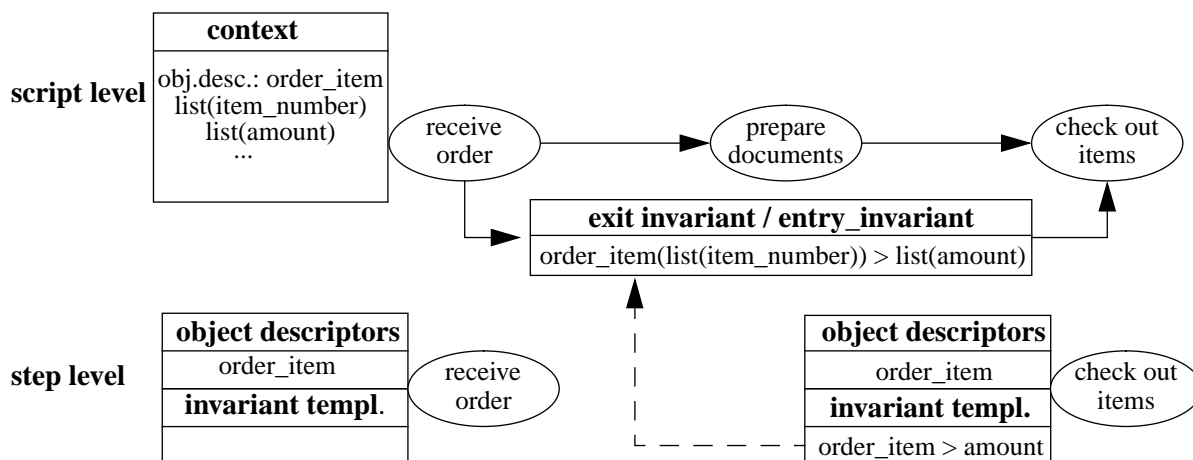 context
script level
obj.desc.: order_item
list(item_number)
list(amount)
...
receive
order
prepare
documents
check out
items
exit invariant / entry_invariant
order_item(list(item_number)) > list(amount)
step level
object descriptors
order_item
invariant templ.
receive
order
object descriptors
order_item
invariant templ.
order_item > amount
check out
items